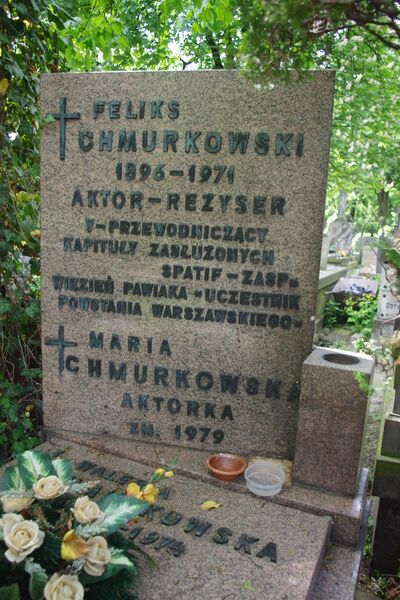 FELIKS
CHMURKOWSKI
1896-1971
AKTOR-REŻYSER
V-PRZEWODNICZĄCY
KAPITUŁY ZASŁUŻONYCH
SPATIF-ZASP-
WIĘZIEŃ PAWIAKA-UCZESTNIK
POWSTANIA WARSZAWSKIEGO-
MARIA
CHMURKOWSKA
AKTORKA
ZM. 1979
1974